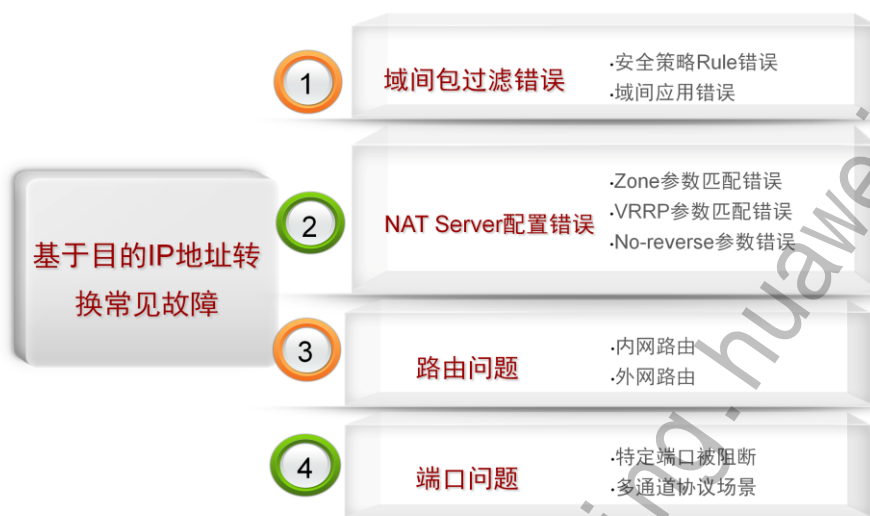 基于目的IP地址转
换常见故障
1
域间包过滤错误
·安全策略Rule错误
·域间应用错误
2
NAT Server配置错误
·Zone参数匹配错误
·VRRP参数匹配错误
·No-reverse参数错误
3
路由问题
·内网路由
·外网路由
4
端口问题
·特定端口被阻断
·多通道协议场景
ing.huawei.